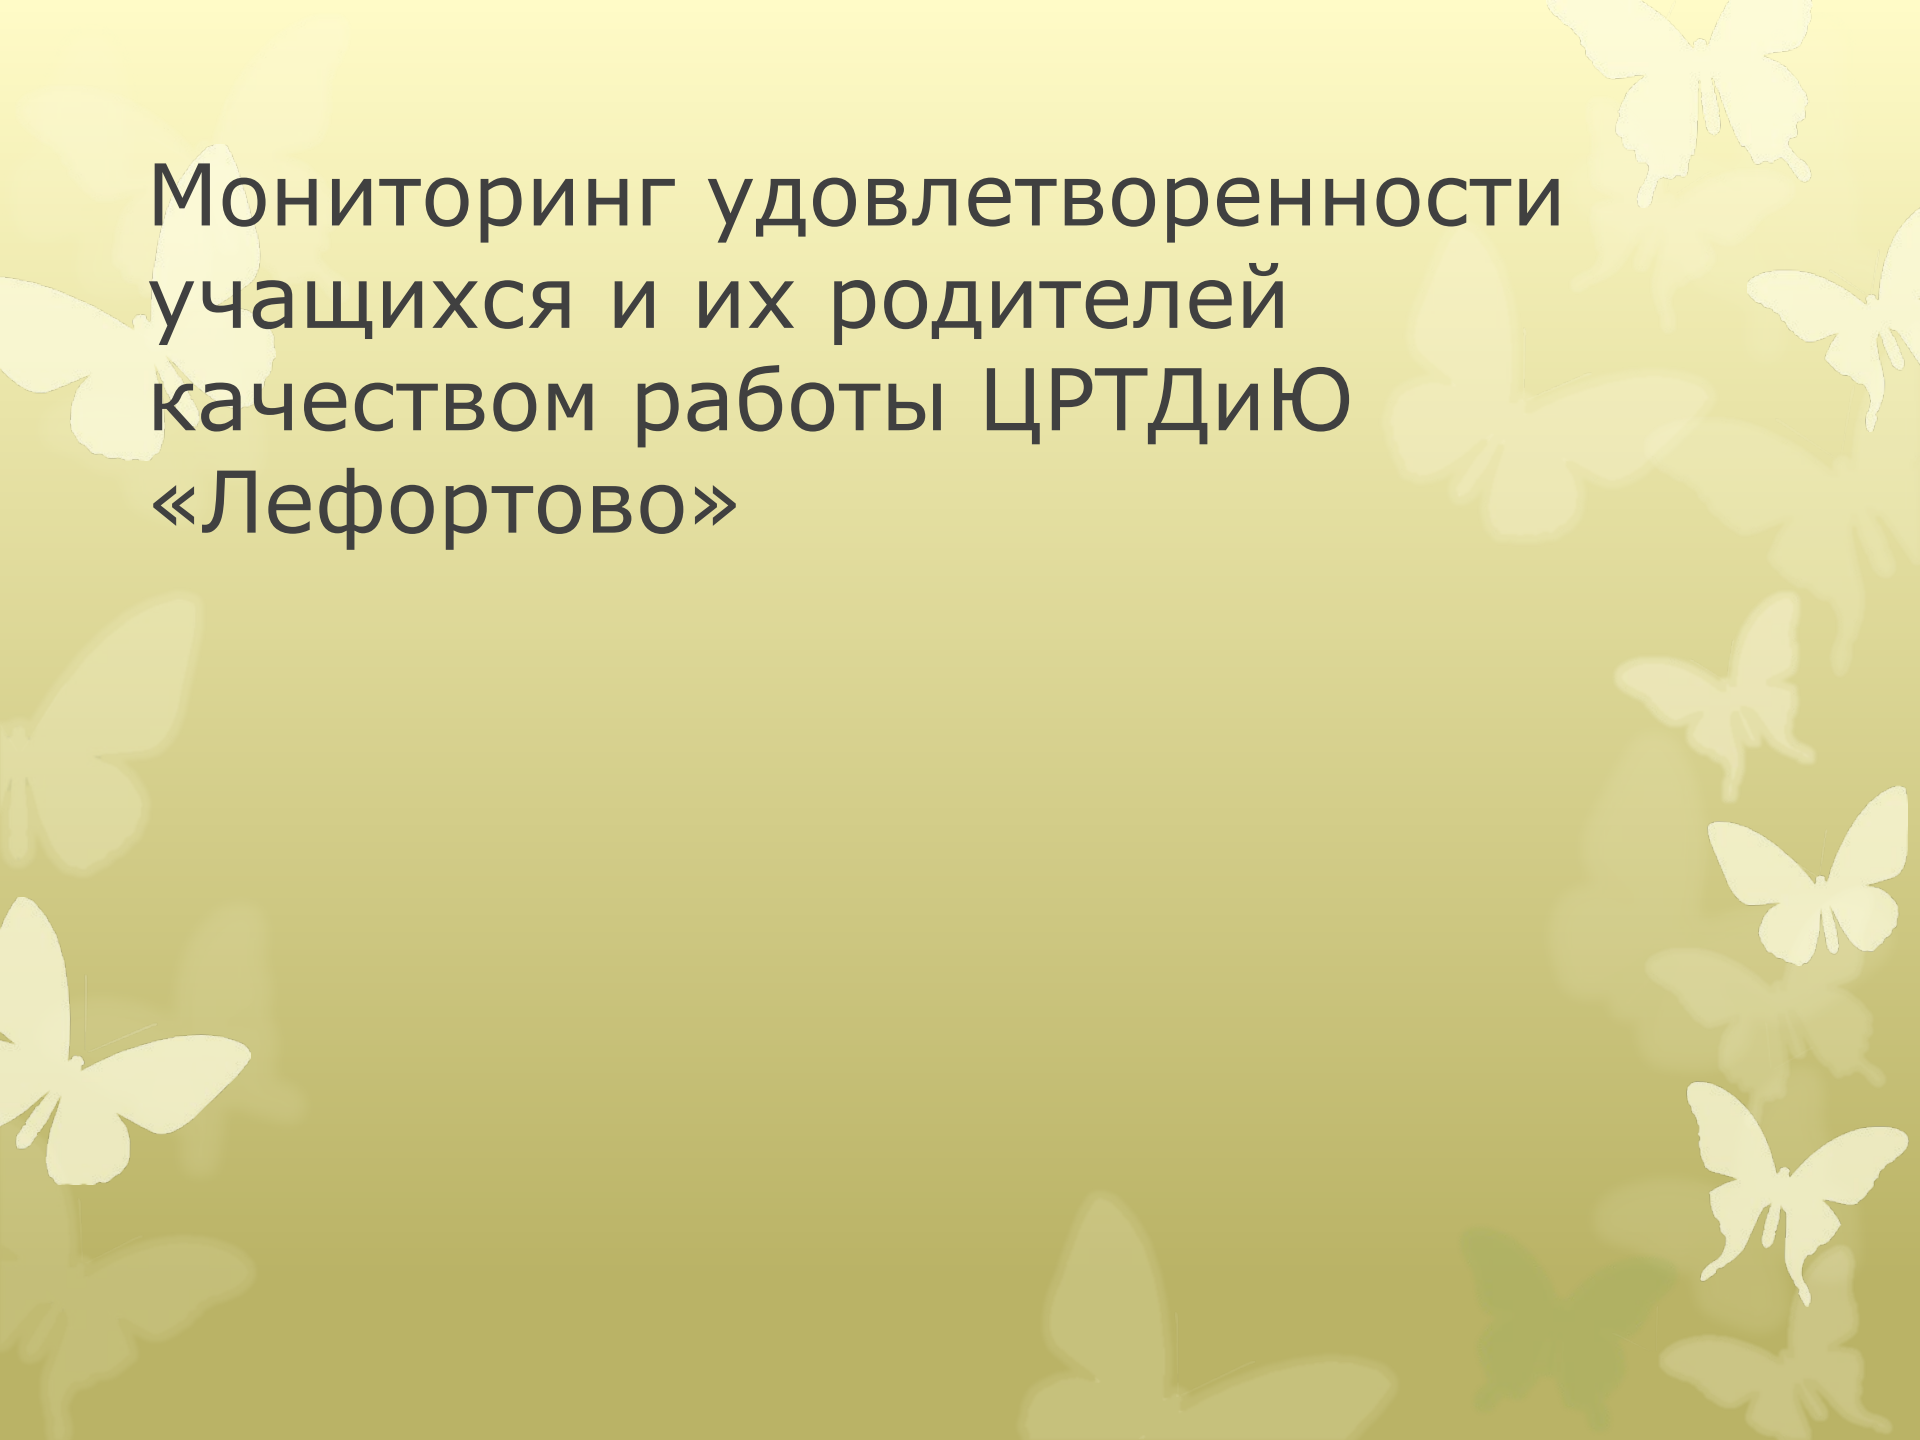 Мониторинг удовлетворенности
учащихся и их родителей
качеством работы ЦРТДиЮ
«Лефортово»